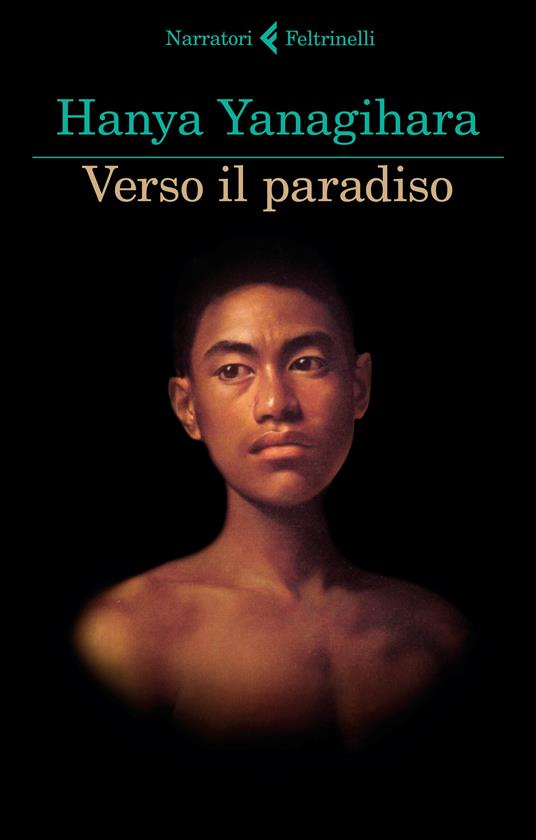 Narratori Feltrinelli
Hanya Yanagihara
Verso il paradiso